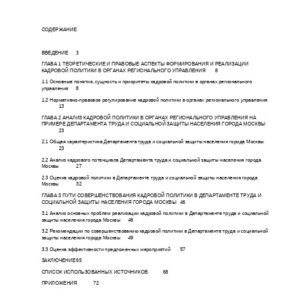 СОДЕРЖАНИЕ
ВВЕДЕНИЕ 3
ГЛАВА 1 ТЕОРЕТИЧЕСКИЕ И ПРАВОВЫЕ АСПЕКТЫ ФОРМИРОВАНИЯ И РЕАЛИЗАЦИИ
КАДРОВОЙ ПОЛИТИКИ В ОРГАНАХ РЕГИОНАЛЬНОГО УПРАВЛЕНИЯ 8
1.1 Основные понятия, сущность и приоритеты кадровой политики в органах регионального
управления 8
1.2 Нормативно-правовое регулирование кадровой политики в органах регионального управления
13
ГЛАВА 2 АНАЛИЗ КАДРОВОЙ ПОЛИТИКИ В ОРГАНАХ РЕГИОНАЛЬНОГО УПРАВЛЕНИЯ НА
ПРИМЕРЕ ДЕПАРТАМЕНТА ТРУДА И СОЦИАЛЬНОЙ ЗАЩИТЫ НАСЕЛЕНИЯ ГОРОДА МОСКВЫ
23
2.1 Общая характеристика Департамента труда и социальной защиты населения города Москвы
23
2.2 Анализ кадрового потенциала Департамента труда и социальной защиты населения города
Москвы 27
2.3 Оценка кадровой политики в Департаменте труда и социальной защиты населения города
Москвы 32
ГЛАВА 3 ПУТИ СОВЕРШЕНСТВОВАНИЯ КАДРОВОЙ ПОЛИТИКИ В ДЕПАРТАМЕНТЕ ТРУДА И
СОЦИАЛЬНОЙ ЗАЩИТЫ НАСЕЛЕНИЯ ГОРОДА МОСКВЫ 46
3.1 Анализ основных проблем реализации кадровой политики в Департаменте труда и социальной
защиты населения города Москвы 46
3.2 Рекомендации по совершенствованию кадровой политики в Департаменте труда и социальной
защиты населения города Москвы 49
3.3 Оценка эффективности предложенных мероприятий 57
ЗАКЛЮЧЕНИЕ 65
СПИСОК ИСПОЛЬЗОВАННЫХ ИСТОЧНИКОВ 68
ПРИЛОЖЕНИЯ 72